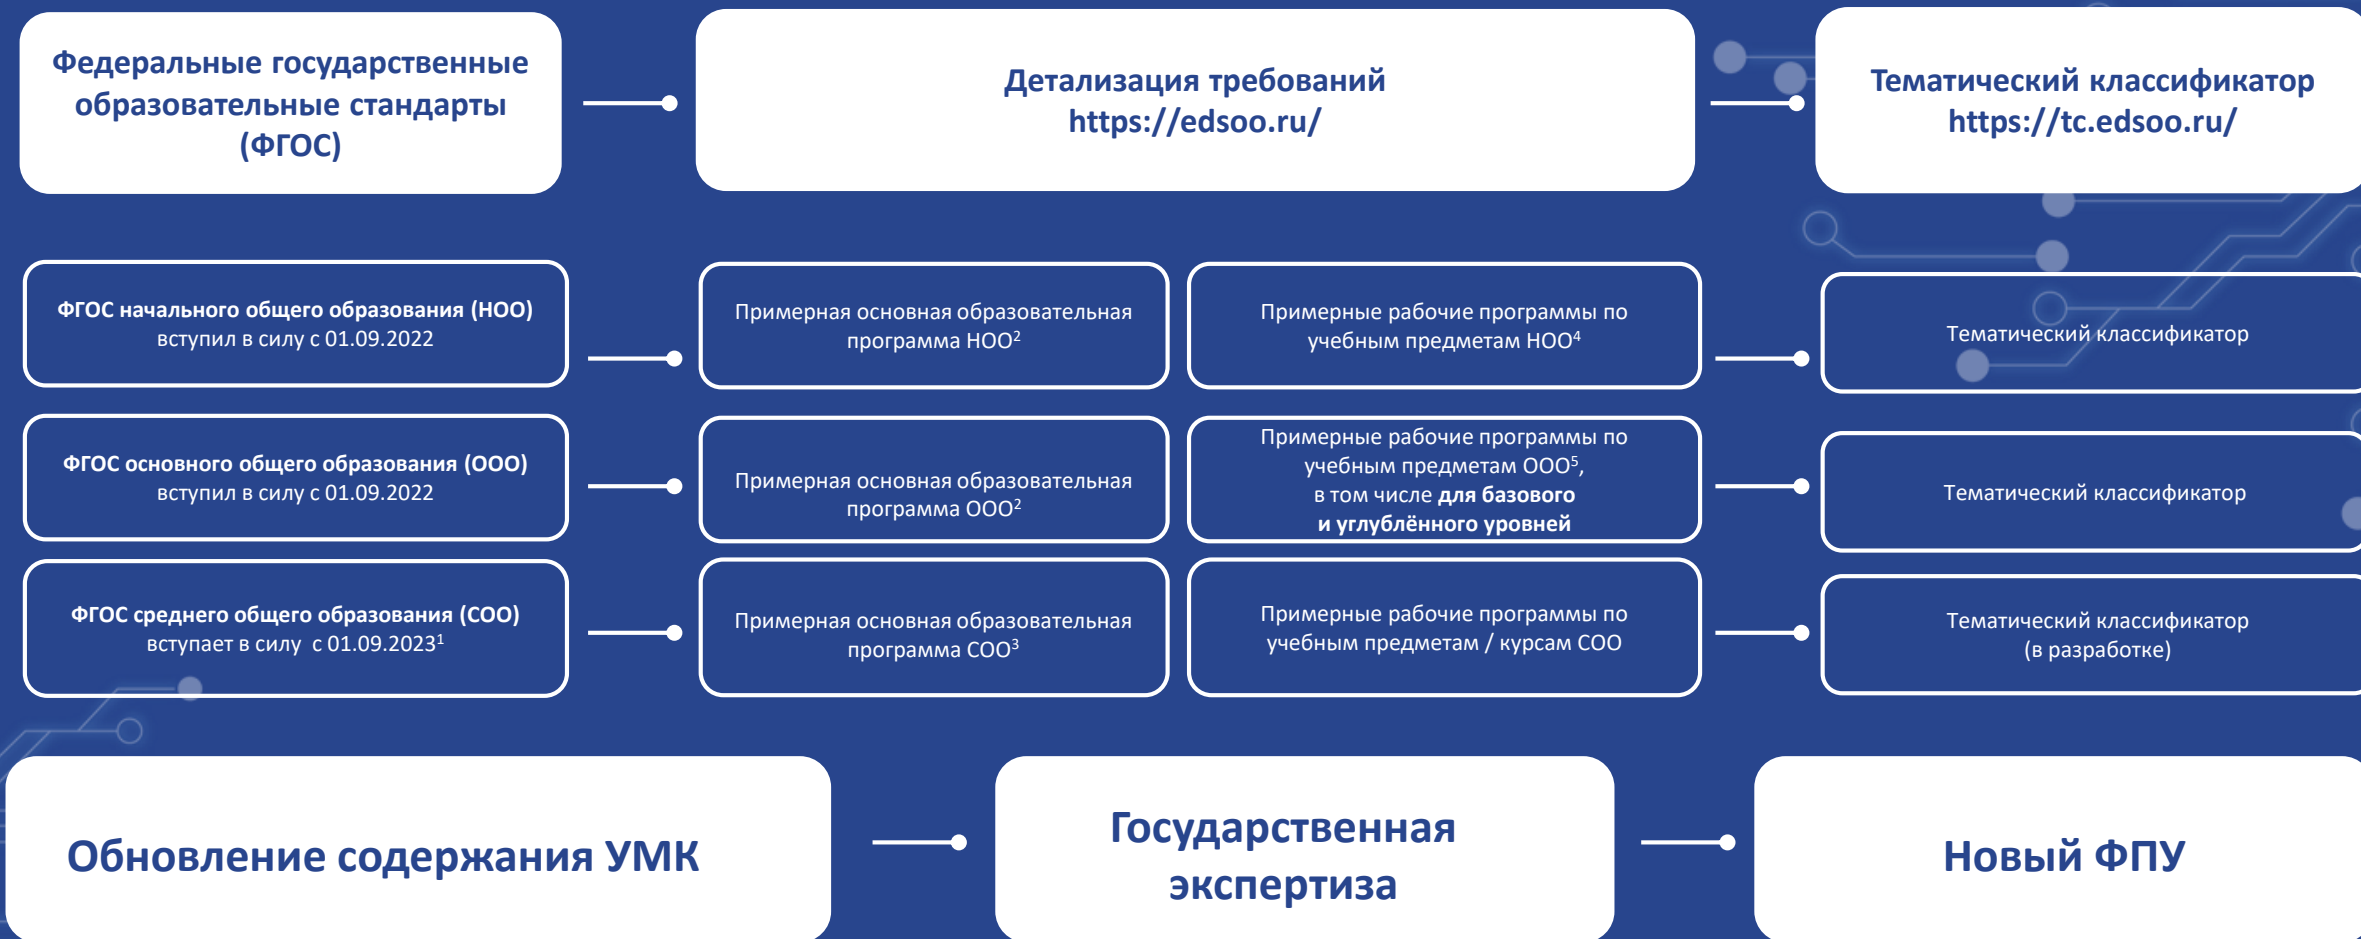 Федеральные государственные
образовательные стандарты
(ФГОС)
Детализация требований
https://edsoo.ru/
Тематический классификатор
https://tc.edsoo.ru/
ФГОС начального общего образования (НОО)
вступил в силу с 01.09.2022
Примерная основная образовательная
программа НОО²
Примерные рабочие программы по
учебным предметам НОО⁴
Тематический классификатор
ФГОС основного общего образования (ООО)
вступил в силу с 01.09.2022
Примерная основная образовательная
программа ООО²
Примерные рабочие программы по
учебным предметам ООО⁵,
в том числе для базового
и углублённого уровней
Тематический классификатор
ФГОС среднего общего образования (СОО)
вступает в силу с 01.09.2023¹
Примерная основная образовательная
программа СОО³
Примерные рабочие программы по
учебным предметам / курсам СОО
Тематический классификатор
(в разработке)
Обновление содержания УМК
Государственная
экспертиза
Новый ФПУ